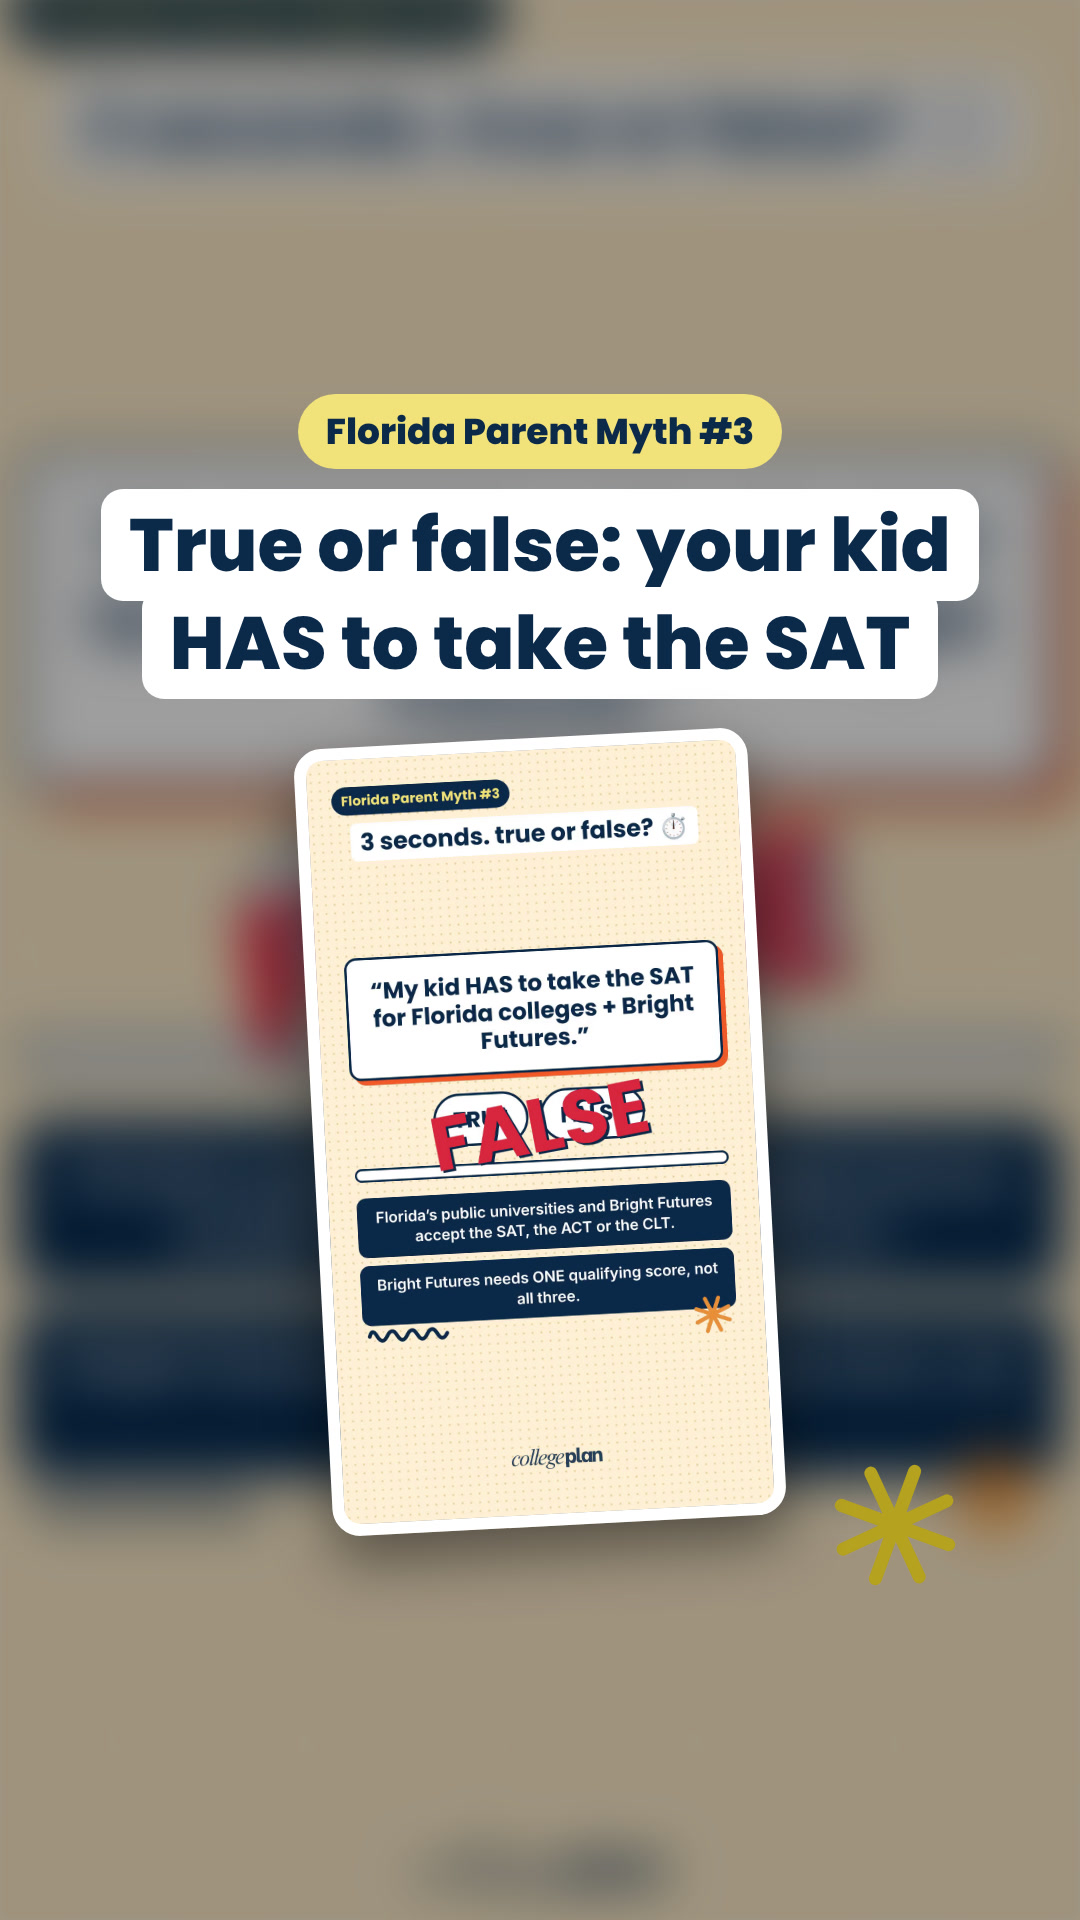 Florida Parent Myth #3
True or false: your kid
HAS to take the SAT
Florida Parent Myth #3
3 seconds. true or false? ⏱️
“My kid HAS to take the SAT
for Florida colleges + Bright
Futures.”
FALSE
Florida’s public universities and Bright Futures
accept the SAT, the ACT or the CLT.
Bright Futures needs ONE qualifying score, not
all three.
collegeplan